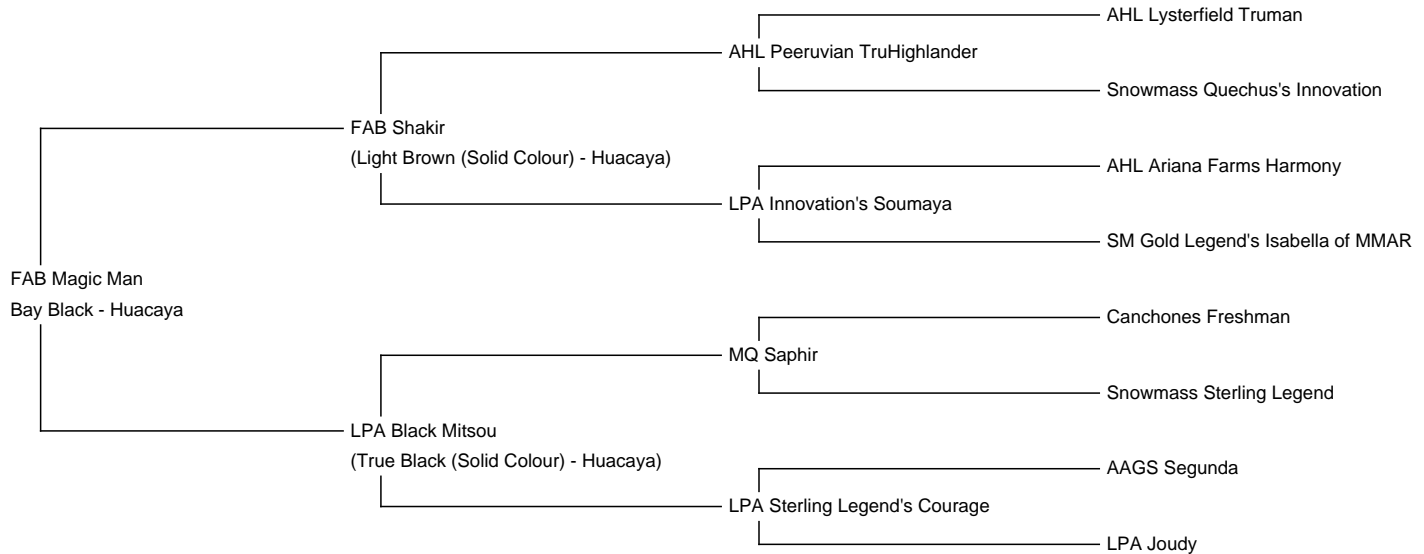 AHL Lysterfield Truman
AHL Peeruvian TruHighlander
Snowmass Quechus's Innovation
FAB Shakir
(Light Brown (Solid Colour) - Huacaya)
AHL Ariana Farms Harmony
LPA Innovation's Soumaya
SM Gold Legend's Isabella of MMAR
FAB Magic Man
Bay Black - Huacaya
Canchones Freshman
MQ Saphir
Snowmass Sterling Legend
LPA Black Mitsou
(True Black (Solid Colour) - Huacaya)
AAGS Segunda
LPA Sterling Legend's Courage
LPA Joudy